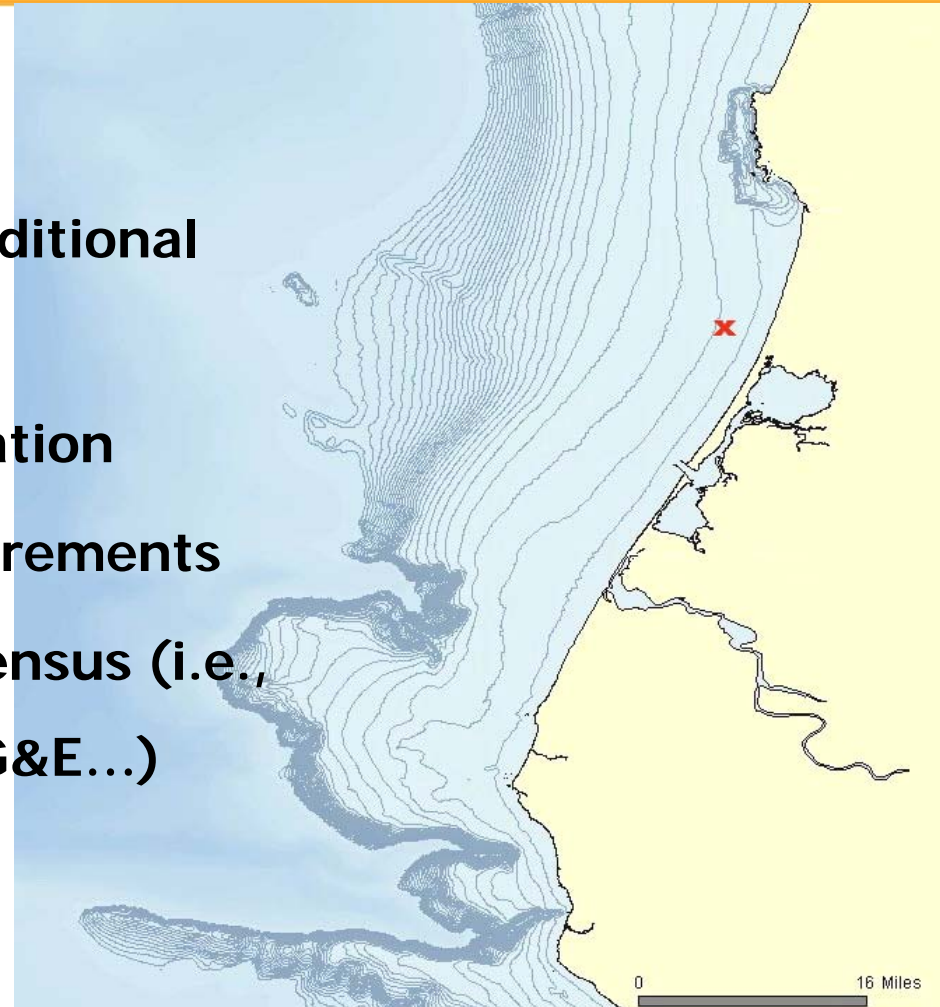 ditional
ation
rements
ensus (i.e.,
G&E…)
0 16 Miles